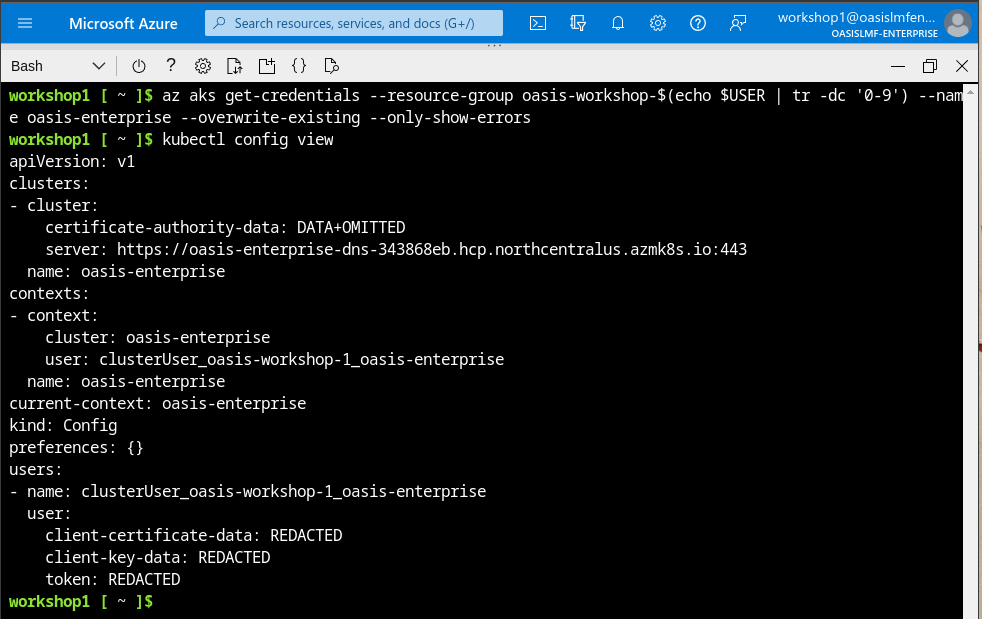 Microsoft Azure
Search resources, services, and docs (G+/)
workshop1@oasislmfen...
OASISLMF-ENTERPRISE
Bash
workshop1 [ ~ ]$ az aks get-credentials --resource-group oasis-workshop-$(echo $USER | tr -dc '0-9') --nam
e oasis-enterprise --overwrite-existing --only-show-errors
workshop1 [ ~ ]$ kubectl config view
apiVersion: v1
clusters:
- cluster:
    certificate-authority-data: DATA+OMITTED
    server: https://oasis-enterprise-dns-343868eb.hcp.northcentralus.azmk8s.io:443
  name: oasis-enterprise
contexts:
- context:
    cluster: oasis-enterprise
    user: clusterUser_oasis-workshop-1_oasis-enterprise
  name: oasis-enterprise
current-context: oasis-enterprise
kind: Config
preferences: {}
users:
- name: clusterUser_oasis-workshop-1_oasis-enterprise
  user:
    client-certificate-data: REDACTED
    client-key-data: REDACTED
    token: REDACTED
workshop1 [ ~ ]$